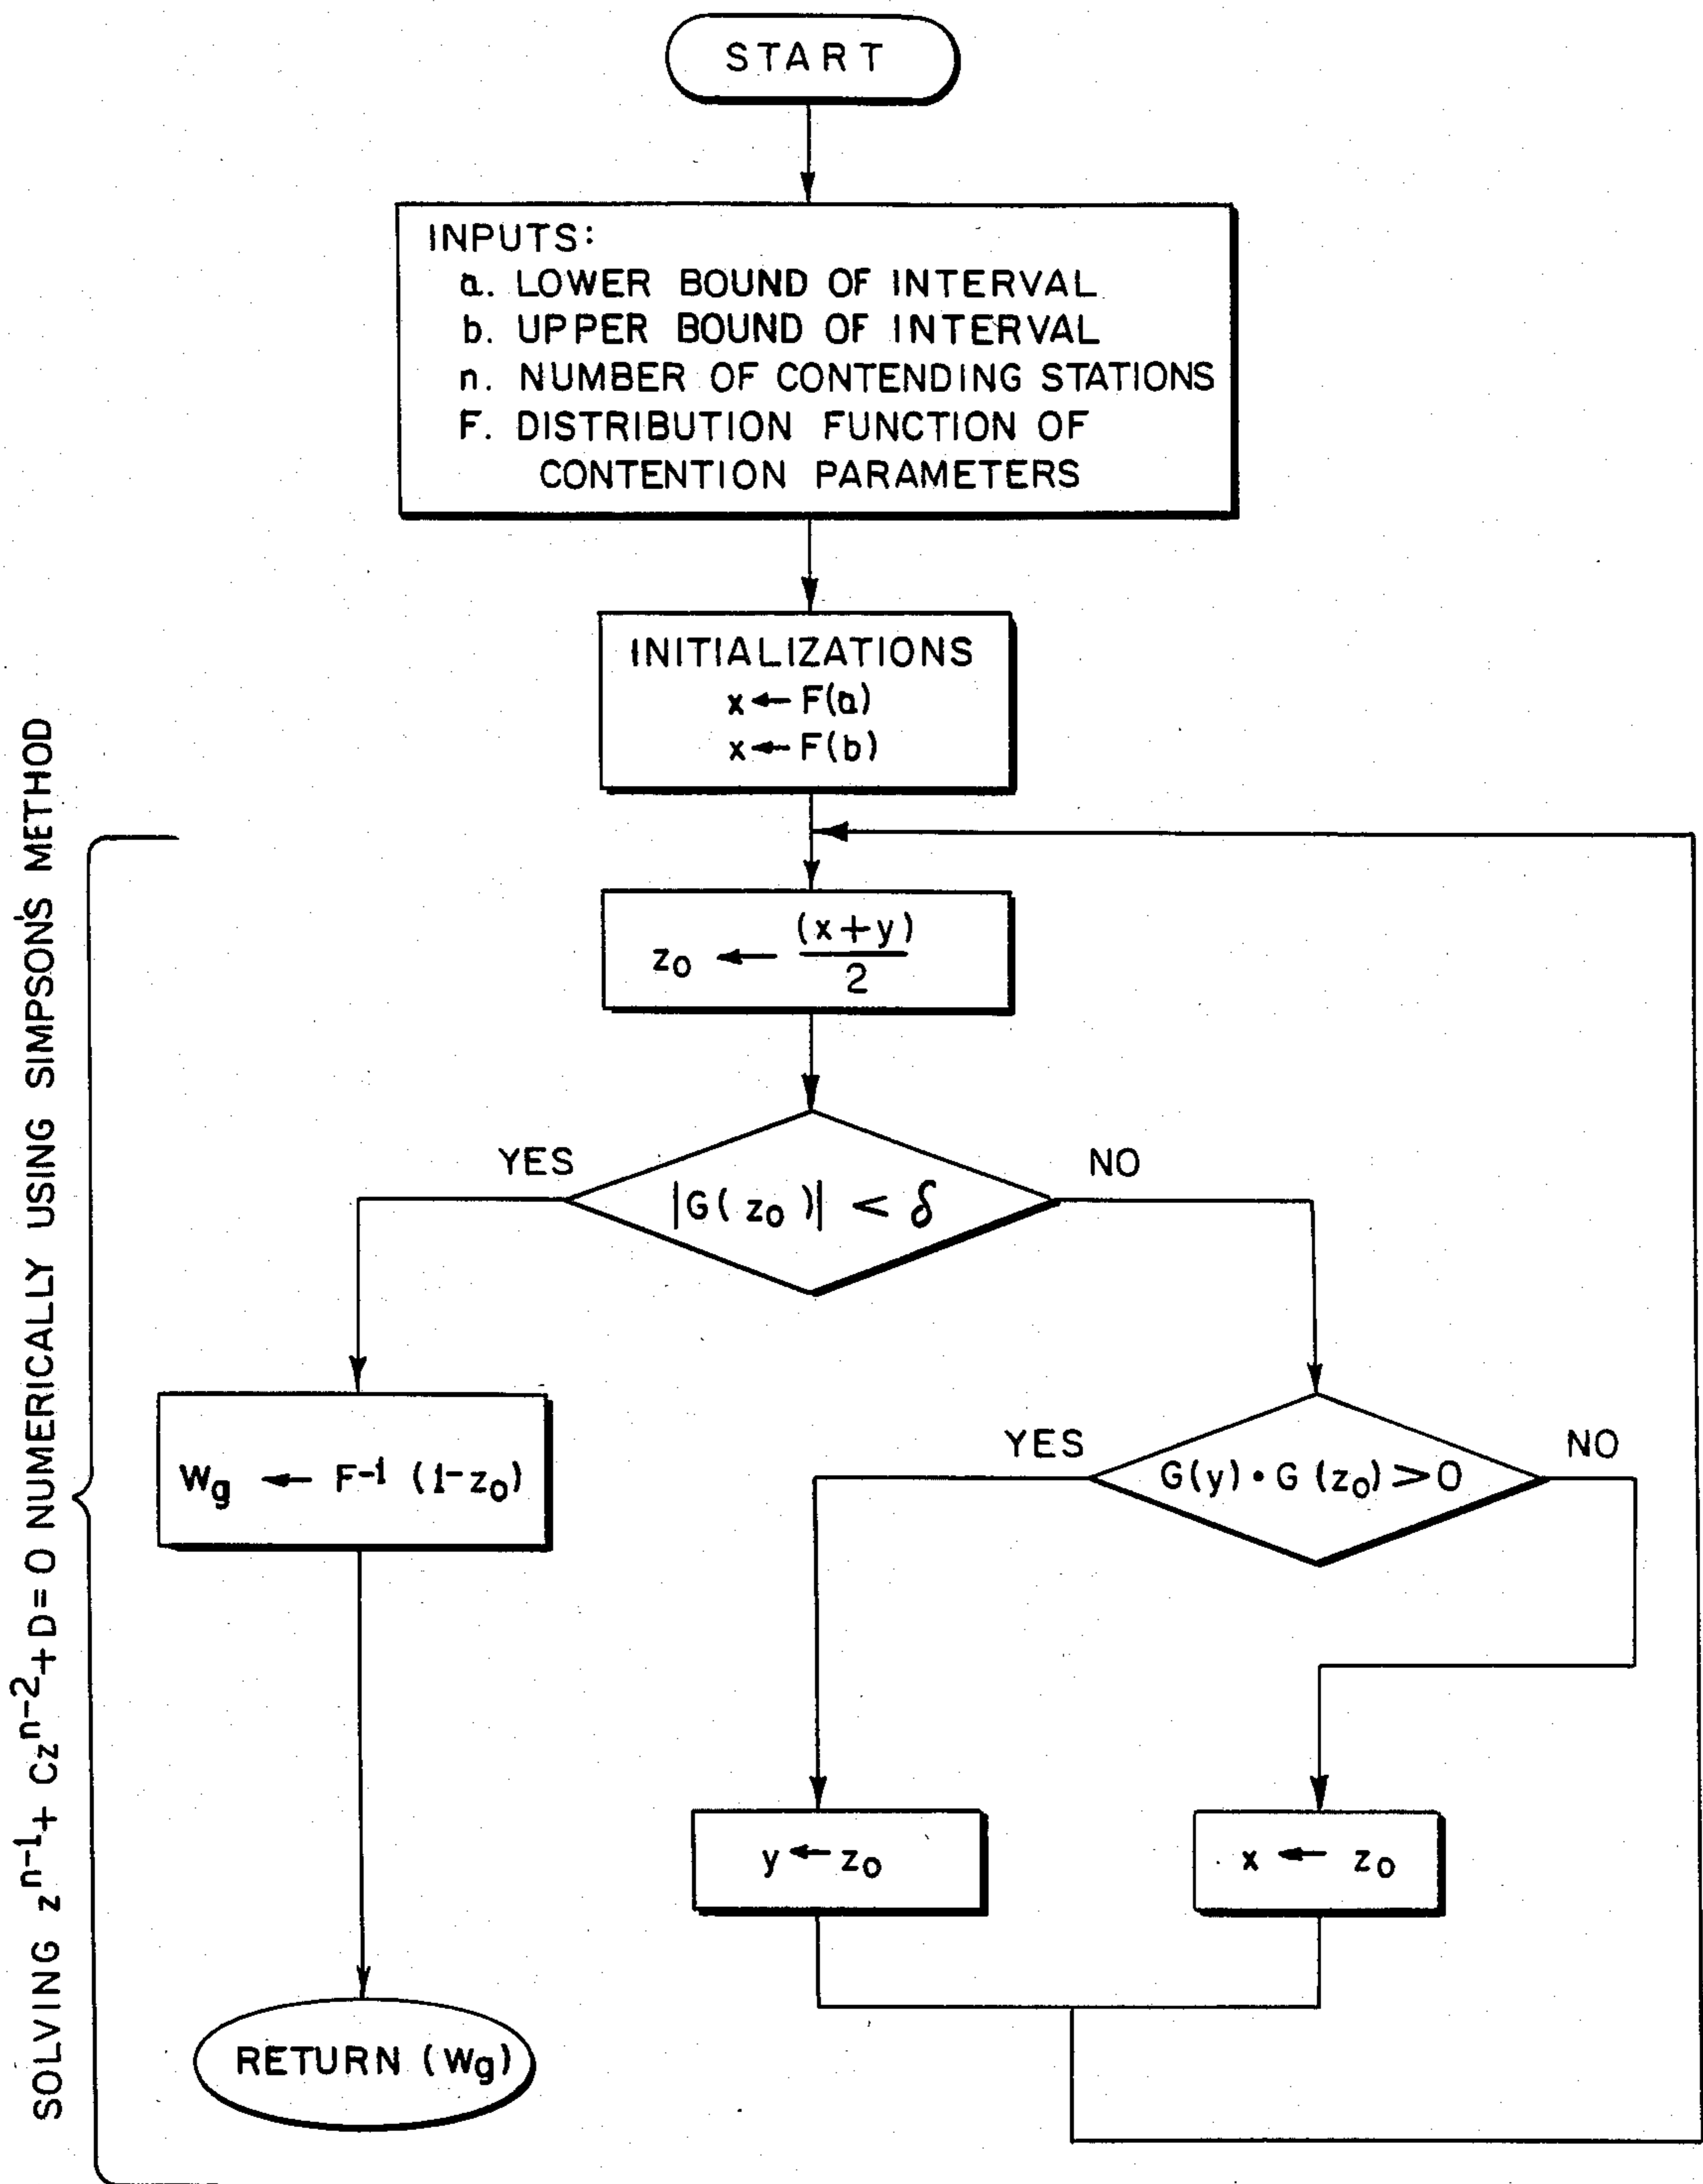 START
INPUTS:
a. LOWER BOUND OF INTERVAL
b. UPPER BOUND OF INTERVAL
n. NUMBER OF CONTENDING STATIONS
F. DISTRIBUTION FUNCTION OF
CONTENTION PARAMETERS
INITIALIZATIONS
x ← F(a)
x ← F(b)
z₀ ← (x+y)
2
YES
|G( z₀ )| < δ
NO
W_g ← F⁻¹ (1-z₀)
YES
G(y) • G (z₀) > 0
NO
y ← z₀
x ← z₀
RETURN (W_g)
SOLVING zⁿ⁻¹ + Czⁿ⁻² + D = 0 NUMERICALLY USING SIMPSON'S METHOD